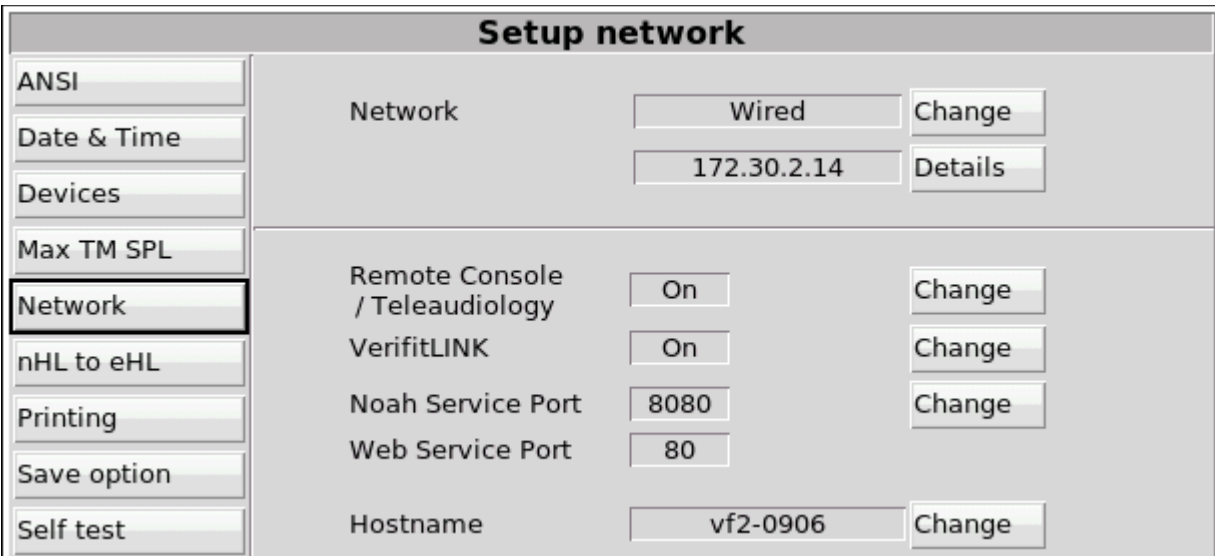 Setup network
ANSI
Date & Time
Devices
Max TM SPL
Network
nHL to eHL
Printing
Save option
Self test
Network Wired Change
172.30.2.14 Details
Remote Console
/ Teleaudiology On Change
VerifitLINK On Change
Noah Service Port 8080 Change
Web Service Port 80
Hostname vf2-0906 Change